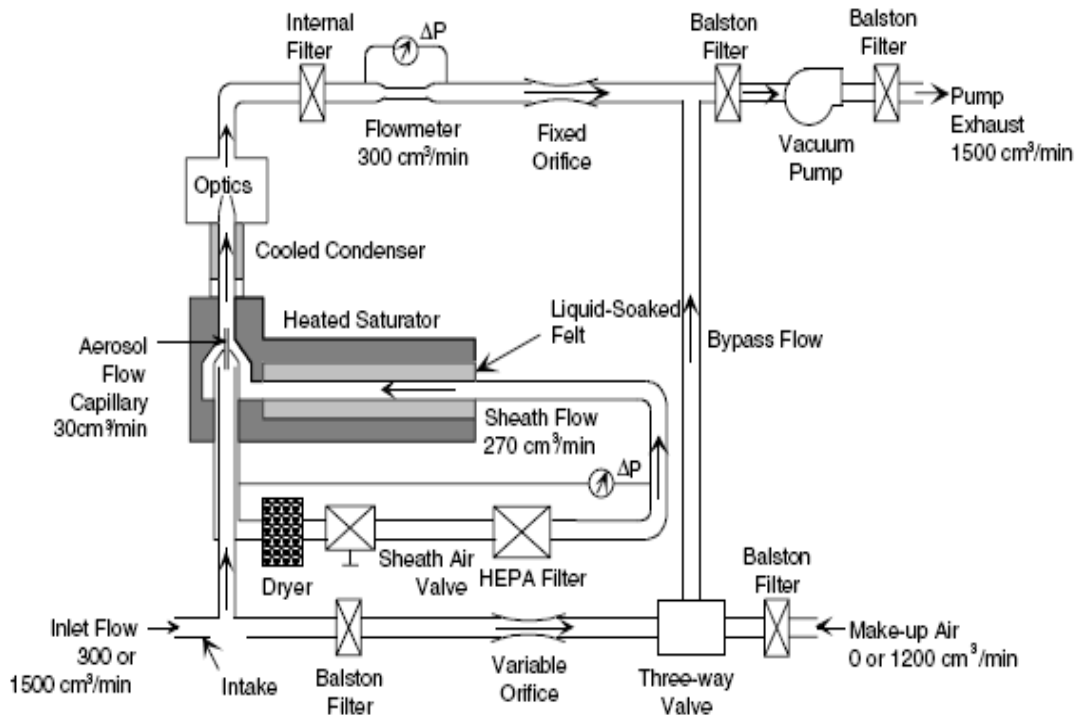 Internal
Filter
ΔP
Balston
Filter
Balston
Filter
Flowmeter
300 cm³/min
Fixed
Orifice
Vacuum
Pump
Pump
Exhaust
1500 cm³/min
Optics
Cooled Condenser
Heated Saturator
Liquid-Soaked
Felt
Bypass Flow
Aerosol
Flow
Capillary
30cm³/min
Sheath Flow
270 cm³/min
ΔP
Dryer
Sheath Air
Valve
HEPA Filter
Balston
Filter
Inlet Flow
300 or
1500 cm³/min
Intake
Balston
Filter
Variable
Orifice
Three-way
Valve
Make-up Air
0 or 1200 cm³/min